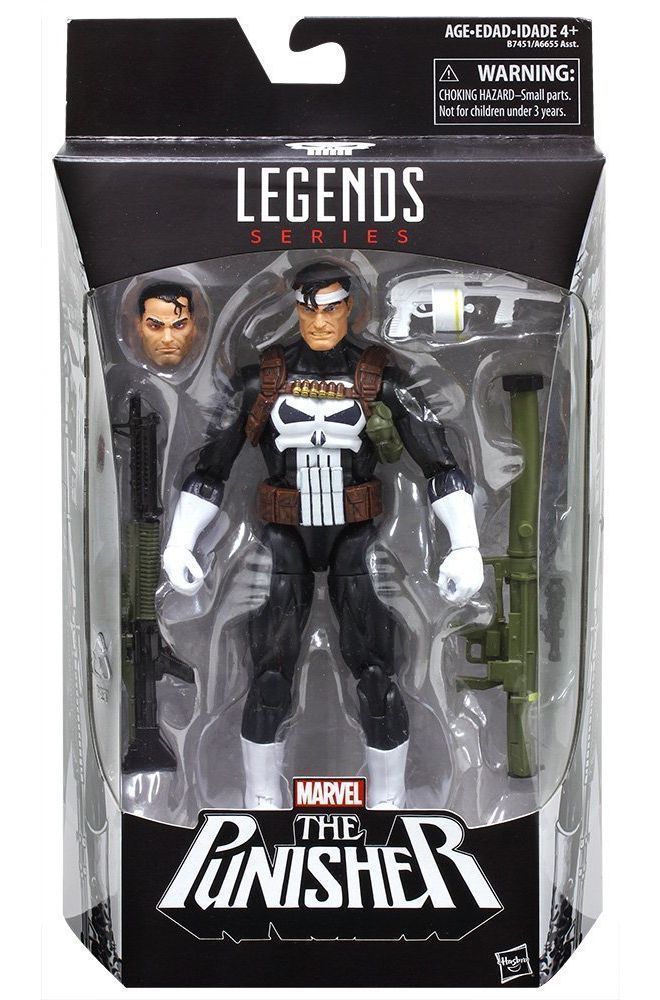 AGE•EDAD•IDADE 4+
B7451/A6655 Asst.
WARNING:
CHOKING HAZARD–Small parts.
Not for children under 3 years.
LEGENDS
SERIES
MARVEL
THE
PUNISHER
Hasbro